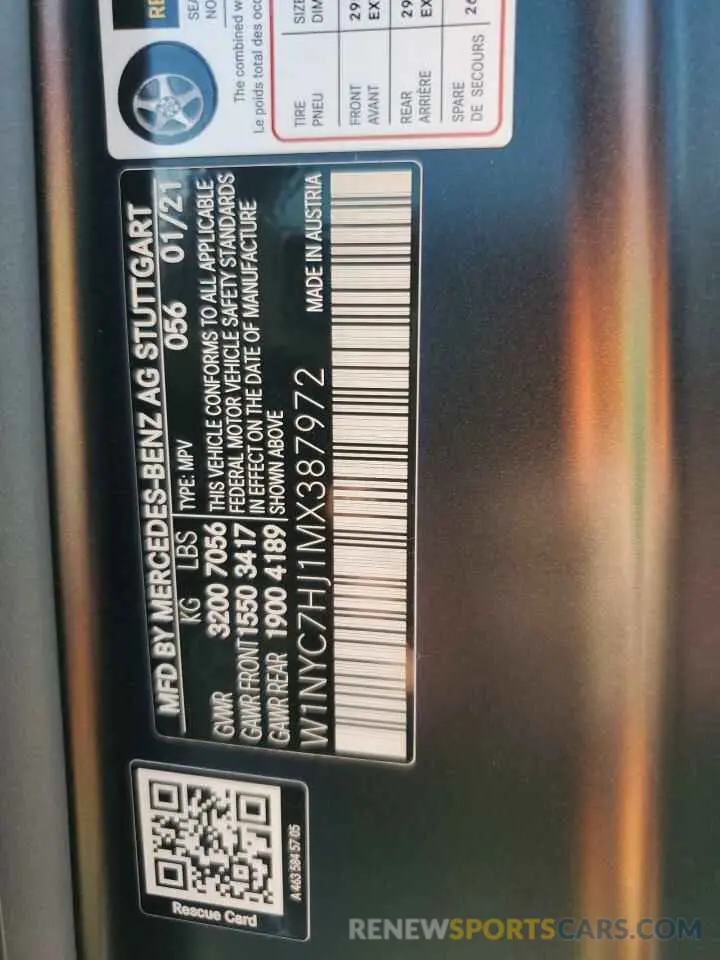 MFD BY MERCEDES-BENZ AG STUTTGART
KG LBS TYPE: MPV 056 01/21
GVWR 3200 7056
GAWR FRONT 1550 3417
GAWR REAR 1900 4189
THIS VEHICLE CONFORMS TO ALL APPLICABLE
FEDERAL MOTOR VEHICLE SAFETY STANDARDS
IN EFFECT ON THE DATE OF MANUFACTURE
SHOWN ABOVE
W1NYC7HJ1MX387972 MADE IN AUSTRIA
Rescue Card
A 463 584 57 05
The combined
Le poids total des
TIRE
PNEU
FRONT
AVANT
REAR
ARRIÈRE
SPARE
DE SECOURS
RENEWSPORTSCARS.COM